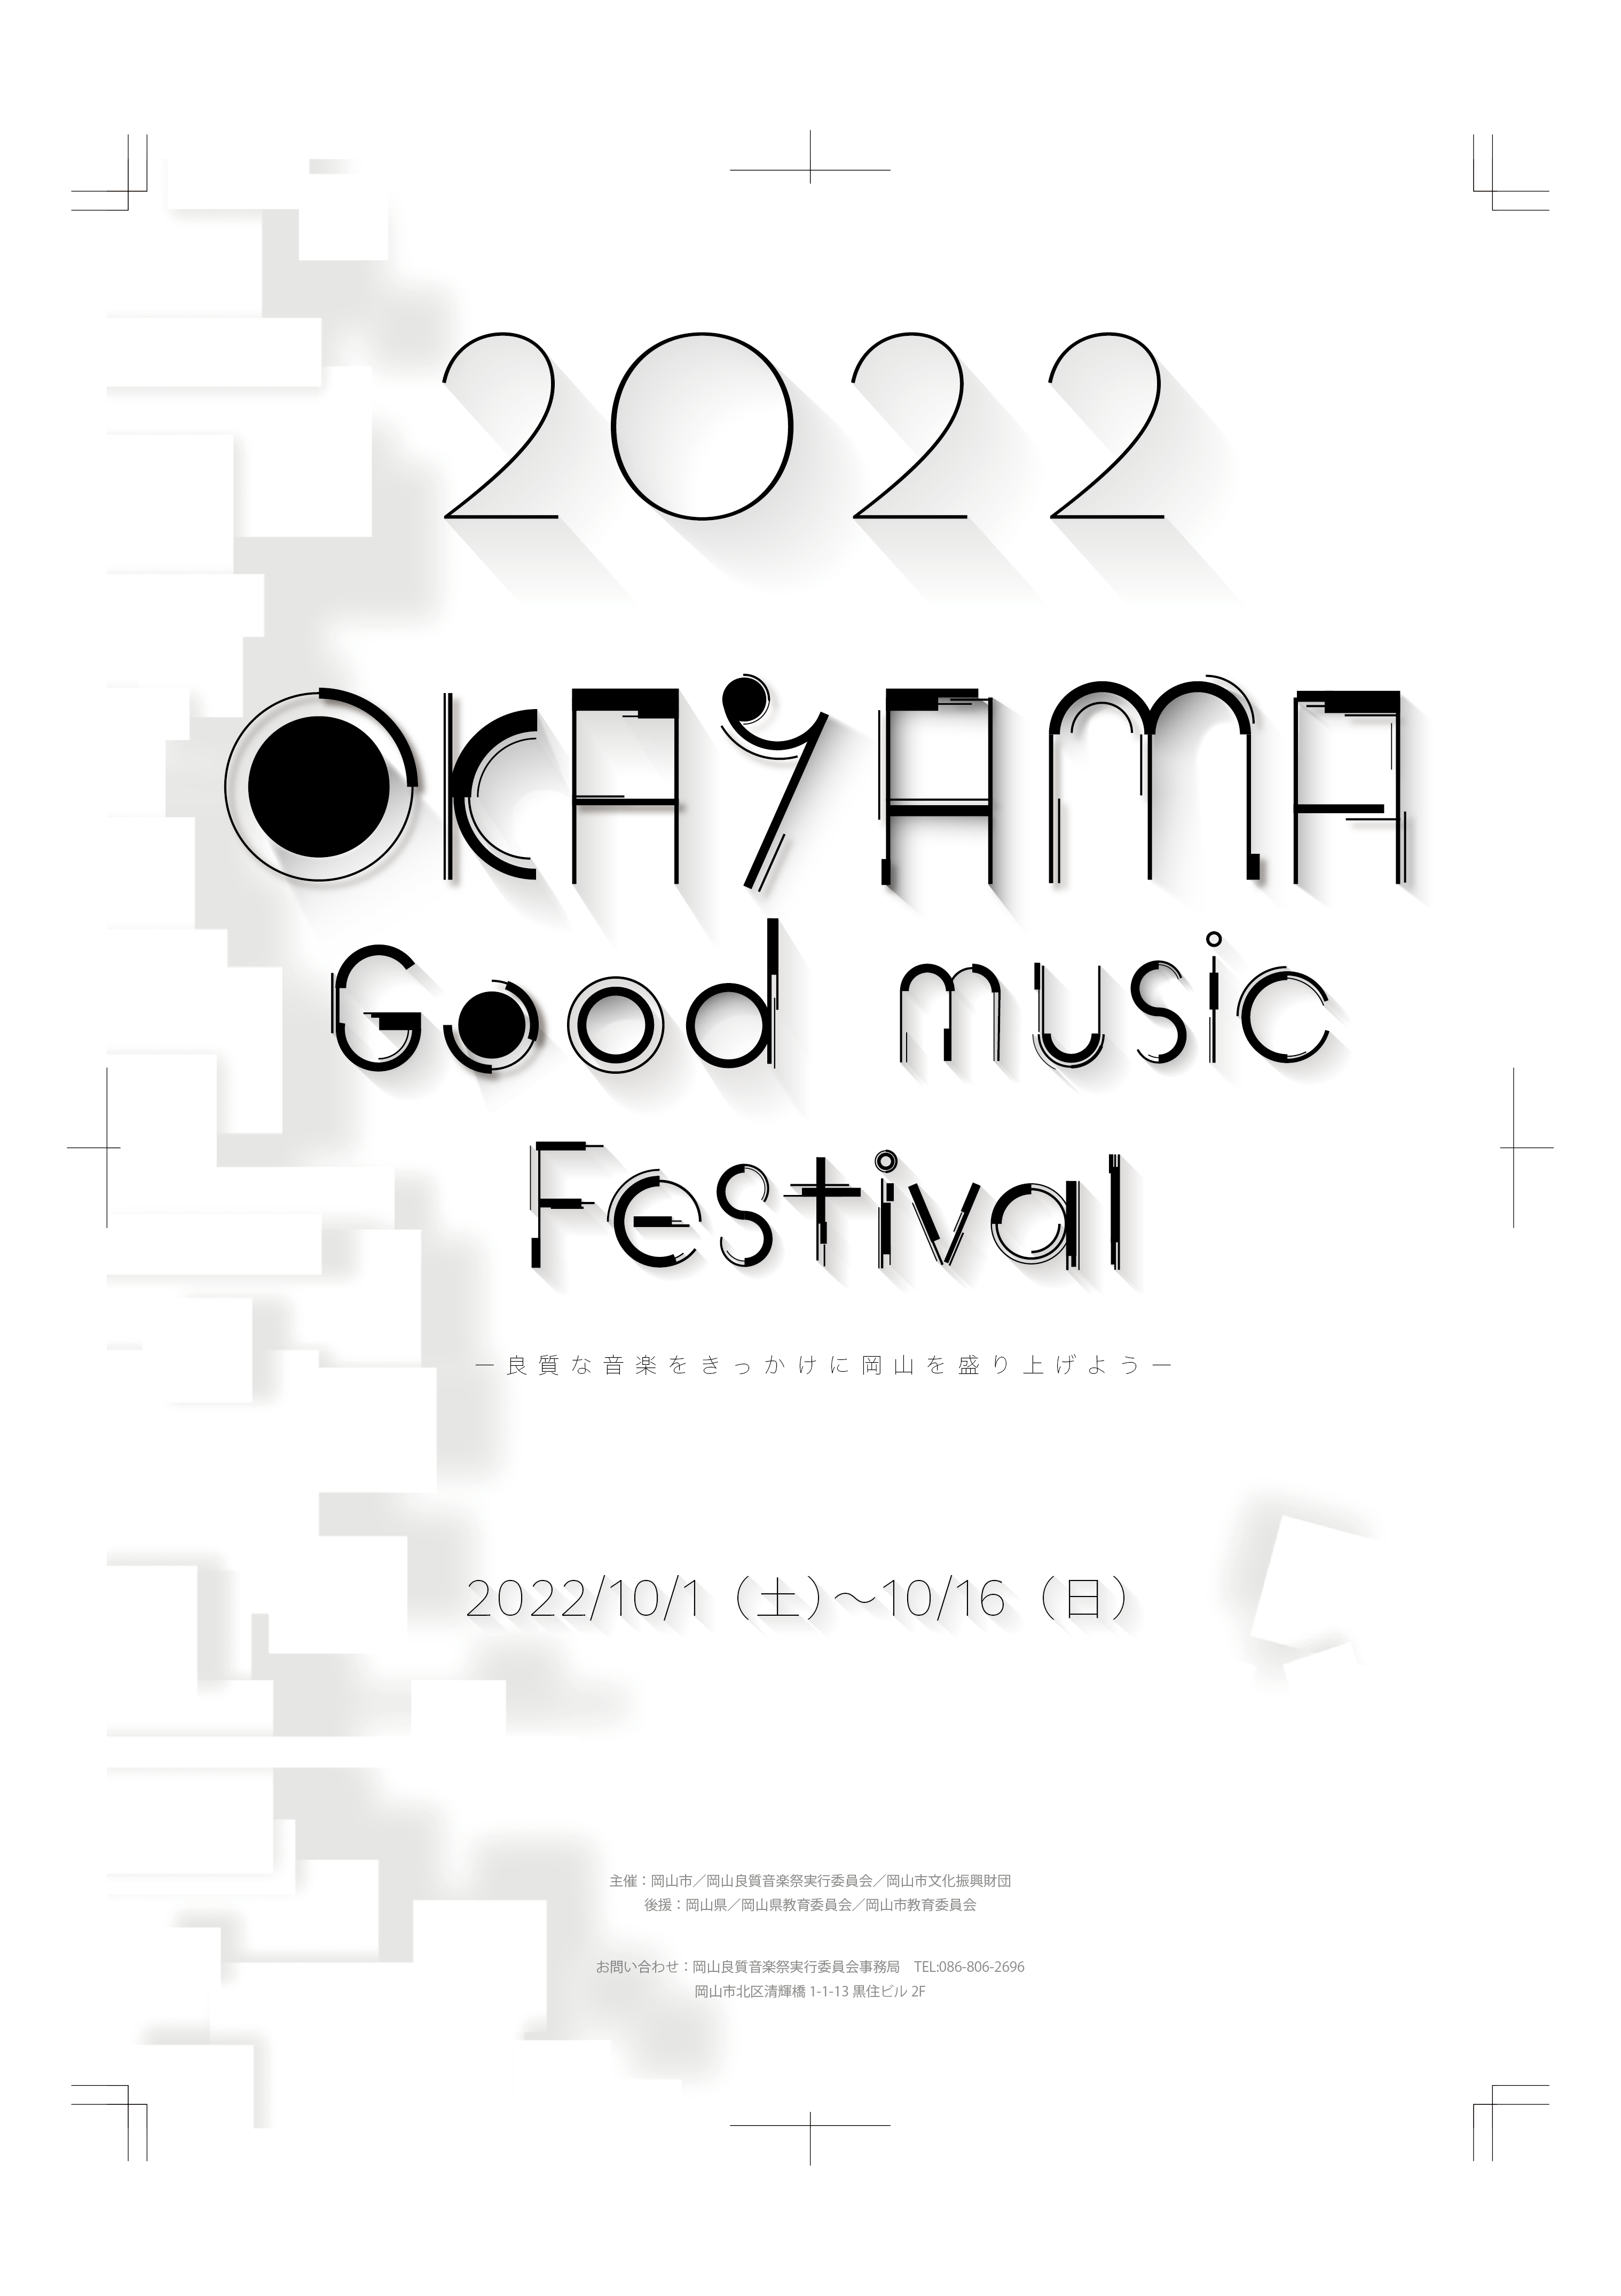 2022
OKAYAMA
Good music
Festival
―良質な音楽をきっかけに岡山を盛り上げよう―
2022/10/1（土）～10/16（日）
主催：岡山市／岡山良質音楽祭実行委員会／岡山市文化振興財団
後援：岡山県／岡山県教育委員会／岡山市教育委員会
お問い合わせ：岡山良質音楽祭実行委員会事務局　TEL:086-806-2696
岡山市北区清輝橋 1-1-13 黒住ビル 2F